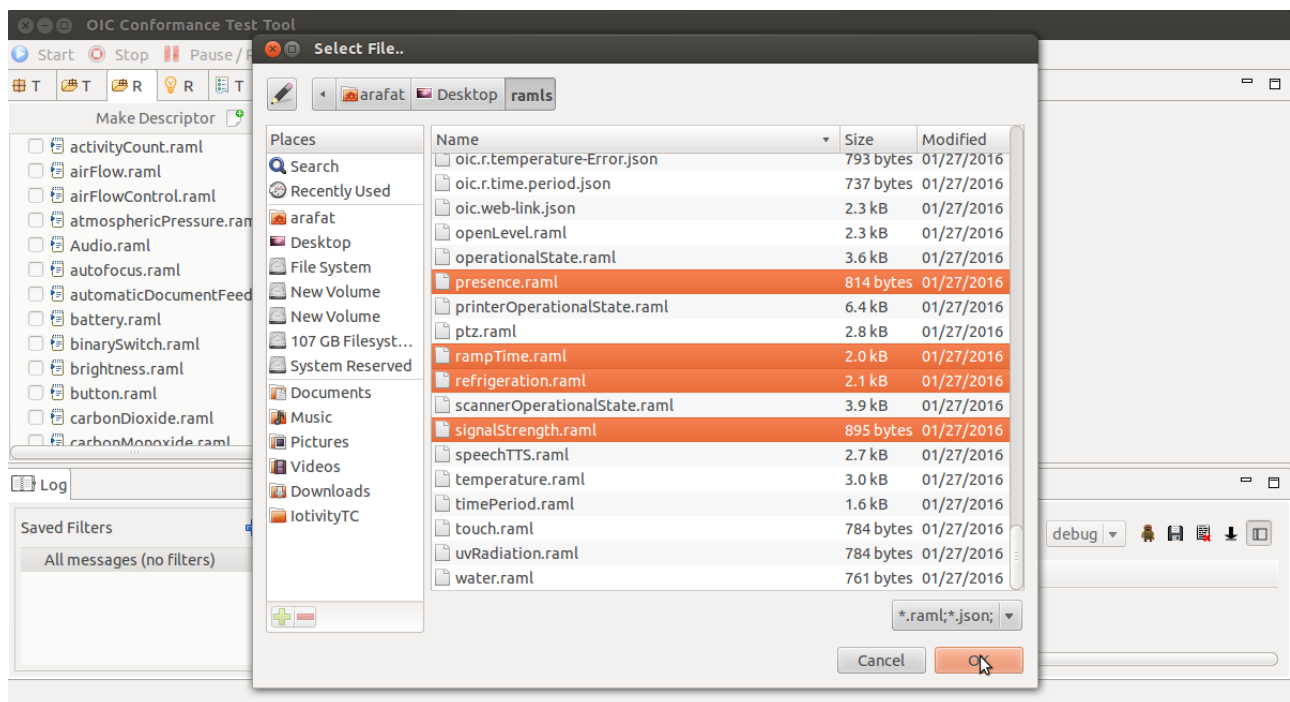 OIC Conformance Test Tool
Start Stop Pause /
T T R R T
Make Descriptor
activityCount.raml
airFlow.raml
airFlowControl.raml
atmosphericPressure.ram
Audio.raml
autofocus.raml
automaticDocumentFeed
battery.raml
binarySwitch.raml
brightness.raml
button.raml
carbonDioxide.raml
carbonMonoxide.raml
Log
Saved Filters
All messages (no filters)
debug
Select File..
arafat Desktop ramls
Places
Search
Recently Used
arafat
Desktop
File System
New Volume
New Volume
107 GB Filesyst...
System Reserved
Documents
Music
Pictures
Videos
Downloads
IotivityTC
Name Size Modified
oic.r.temperature-Error.json 793 bytes 01/27/2016
oic.r.time.period.json 737 bytes 01/27/2016
oic.web-link.json 2.3 kB 01/27/2016
openLevel.raml 2.3 kB 01/27/2016
operationalState.raml 3.6 kB 01/27/2016
presence.raml 814 bytes 01/27/2016
printerOperationalState.raml 6.4 kB 01/27/2016
ptz.raml 2.8 kB 01/27/2016
rampTime.raml 2.0 kB 01/27/2016
refrigeration.raml 2.1 kB 01/27/2016
scannerOperationalState.raml 3.9 kB 01/27/2016
signalStrength.raml 895 bytes 01/27/2016
speechTTS.raml 2.7 kB 01/27/2016
temperature.raml 3.0 kB 01/27/2016
timePeriod.raml 1.6 kB 01/27/2016
touch.raml 784 bytes 01/27/2016
uvRadiation.raml 784 bytes 01/27/2016
water.raml 761 bytes 01/27/2016
*.raml;*.json;
Cancel OK